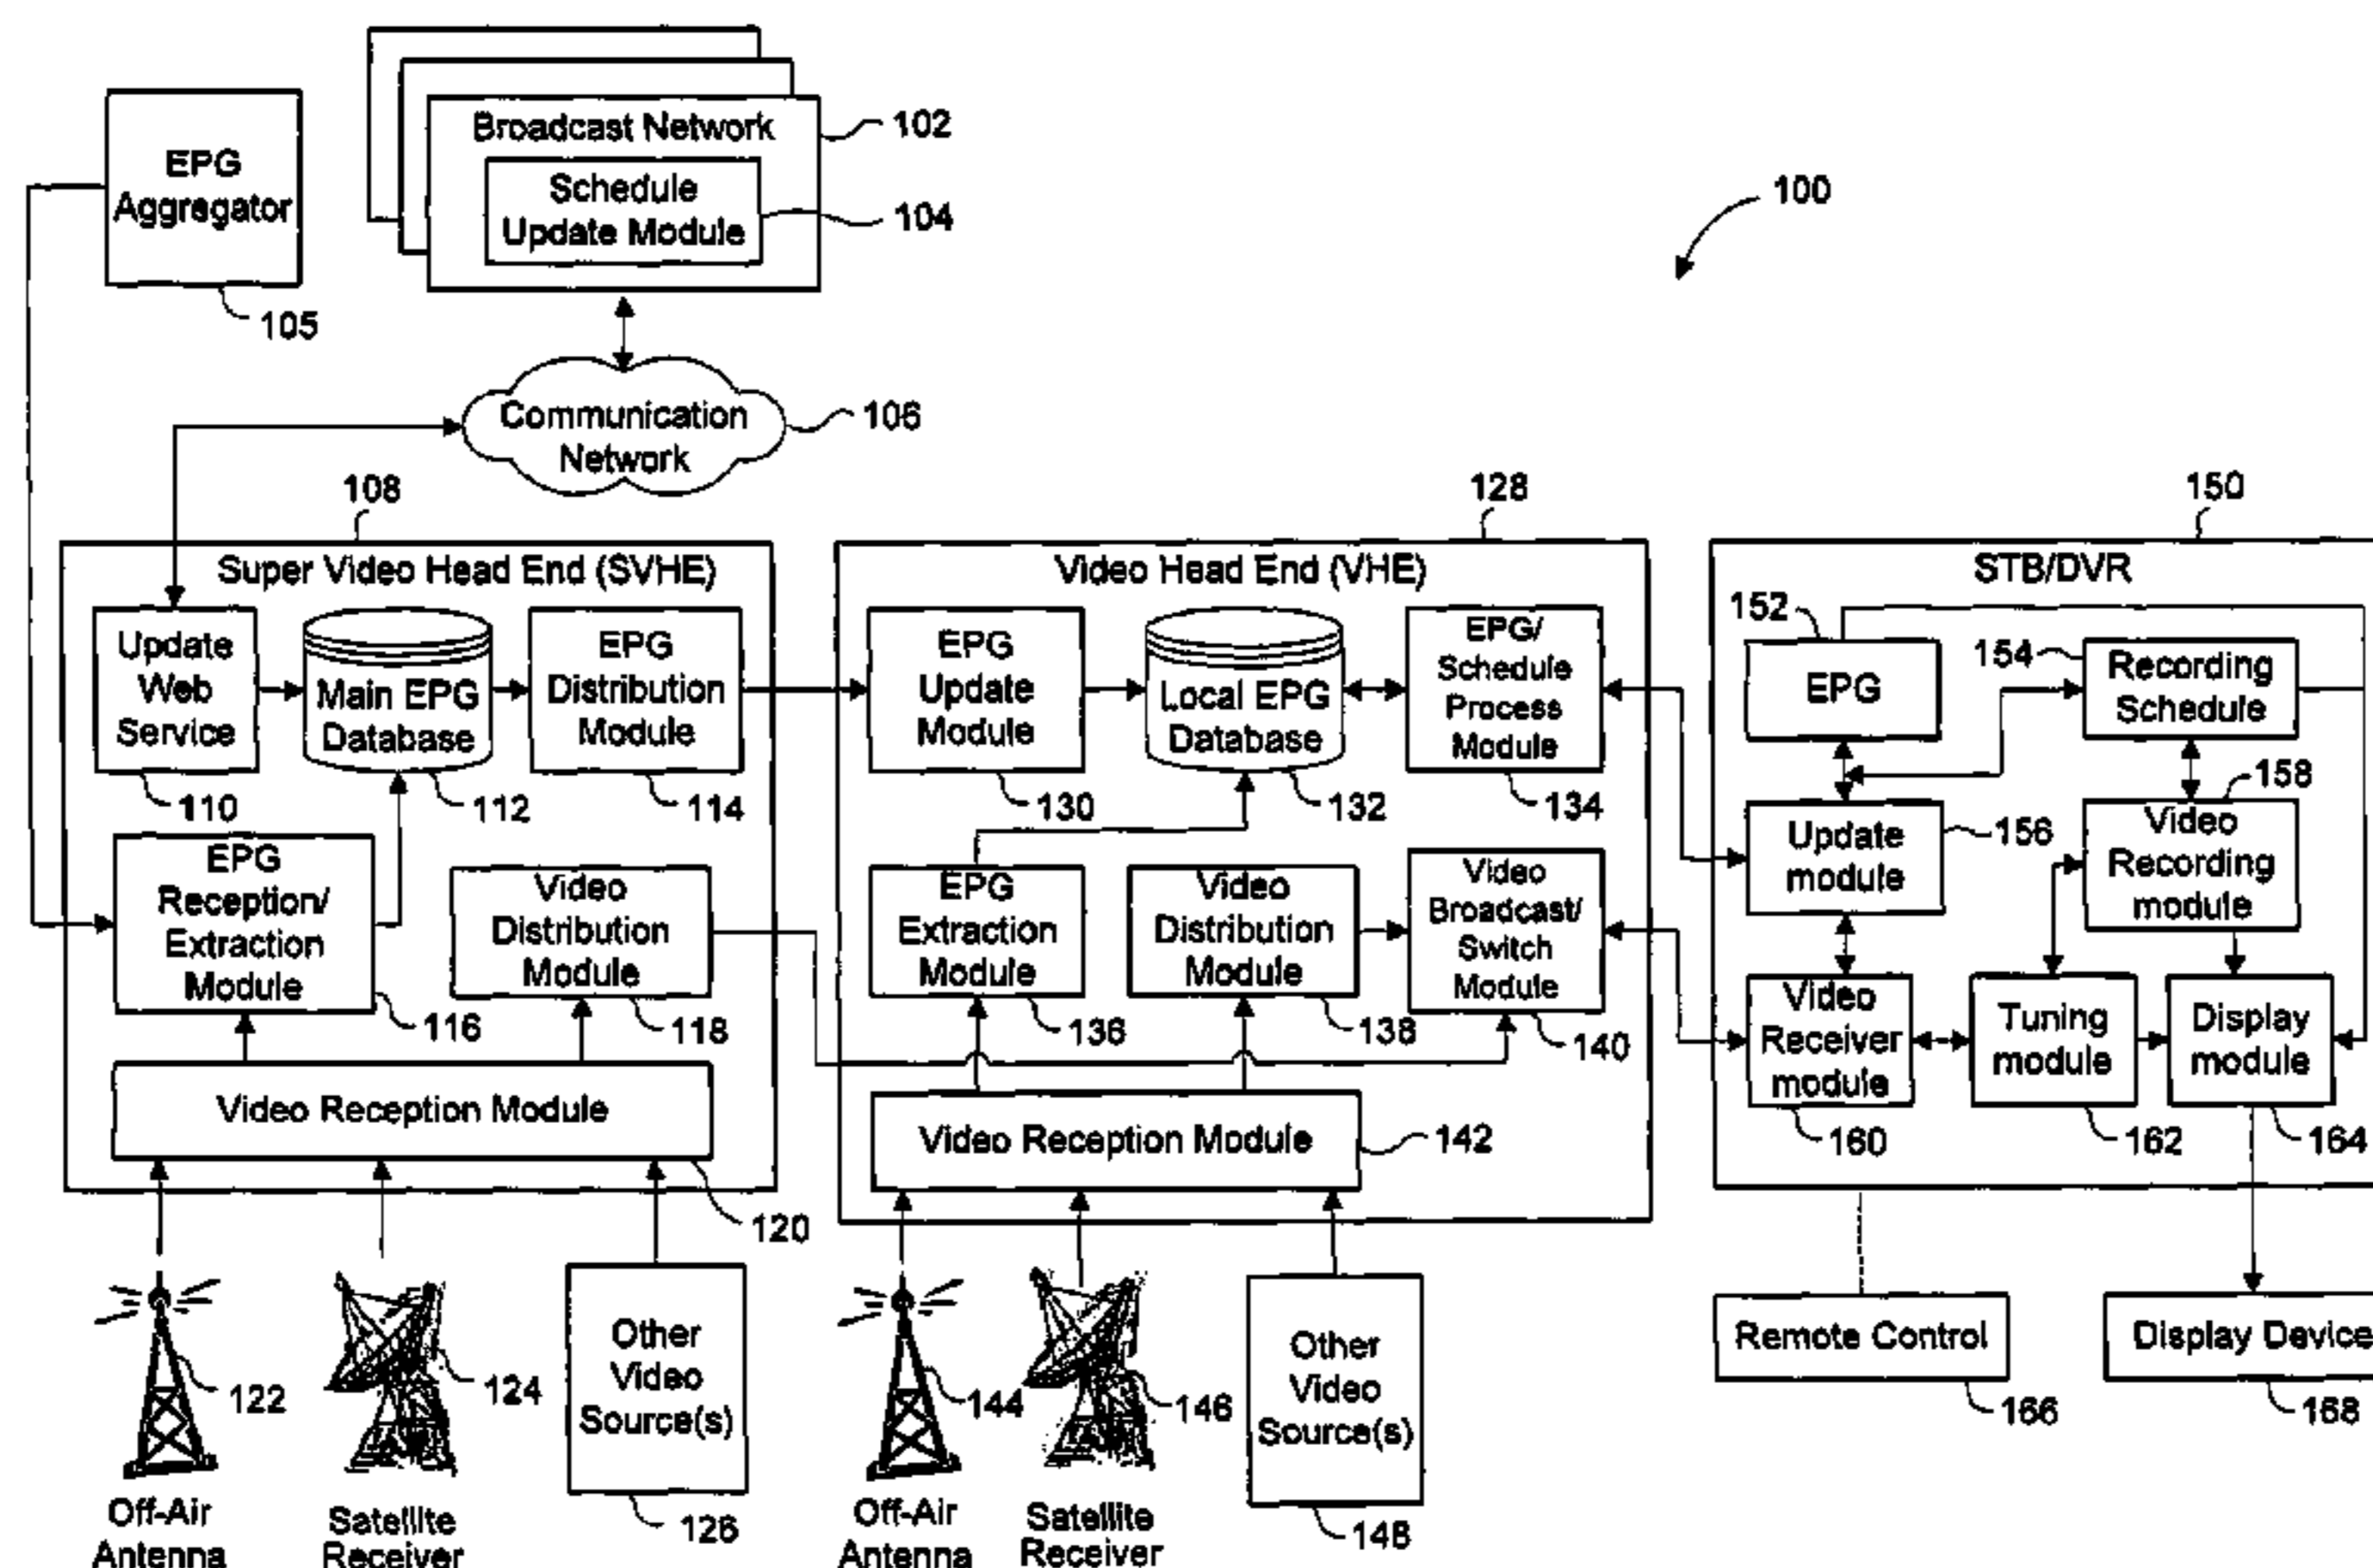 EPG
Aggregator
105
Broadcast Network
102
Schedule
Update Module
104
100
Communication
Network
106
108
Super Video Head End (SVHE)
Update
Web
Service
110
Main EPG
Database
112
EPG
Distribution
Module
114
EPG
Reception/
Extraction
Module
116
Video
Distribution
Module
118
Video Reception Module
120
122
Off-Air
Antenna
124
Satellite
Receiver
Other
Video
Source(s)
126
128
Video Head End (VHE)
EPG
Update
Module
130
Local EPG
Database
132
EPG/
Schedule
Process
Module
134
EPG
Extraction
Module
136
Video
Distribution
Module
138
Video
Broadcast/
Switch
Module
140
Video Reception Module
142
144
Off-Air
Antenna
146
Satellite
Receiver
Other
Video
Source(s)
148
150
STB/DVR
152
EPG
154
Recording
Schedule
Update
module
156
158
Video
Recording
module
Video
Receiver
module
160
Tuning
module
162
Display
module
164
Remote Control
166
Display Device
168